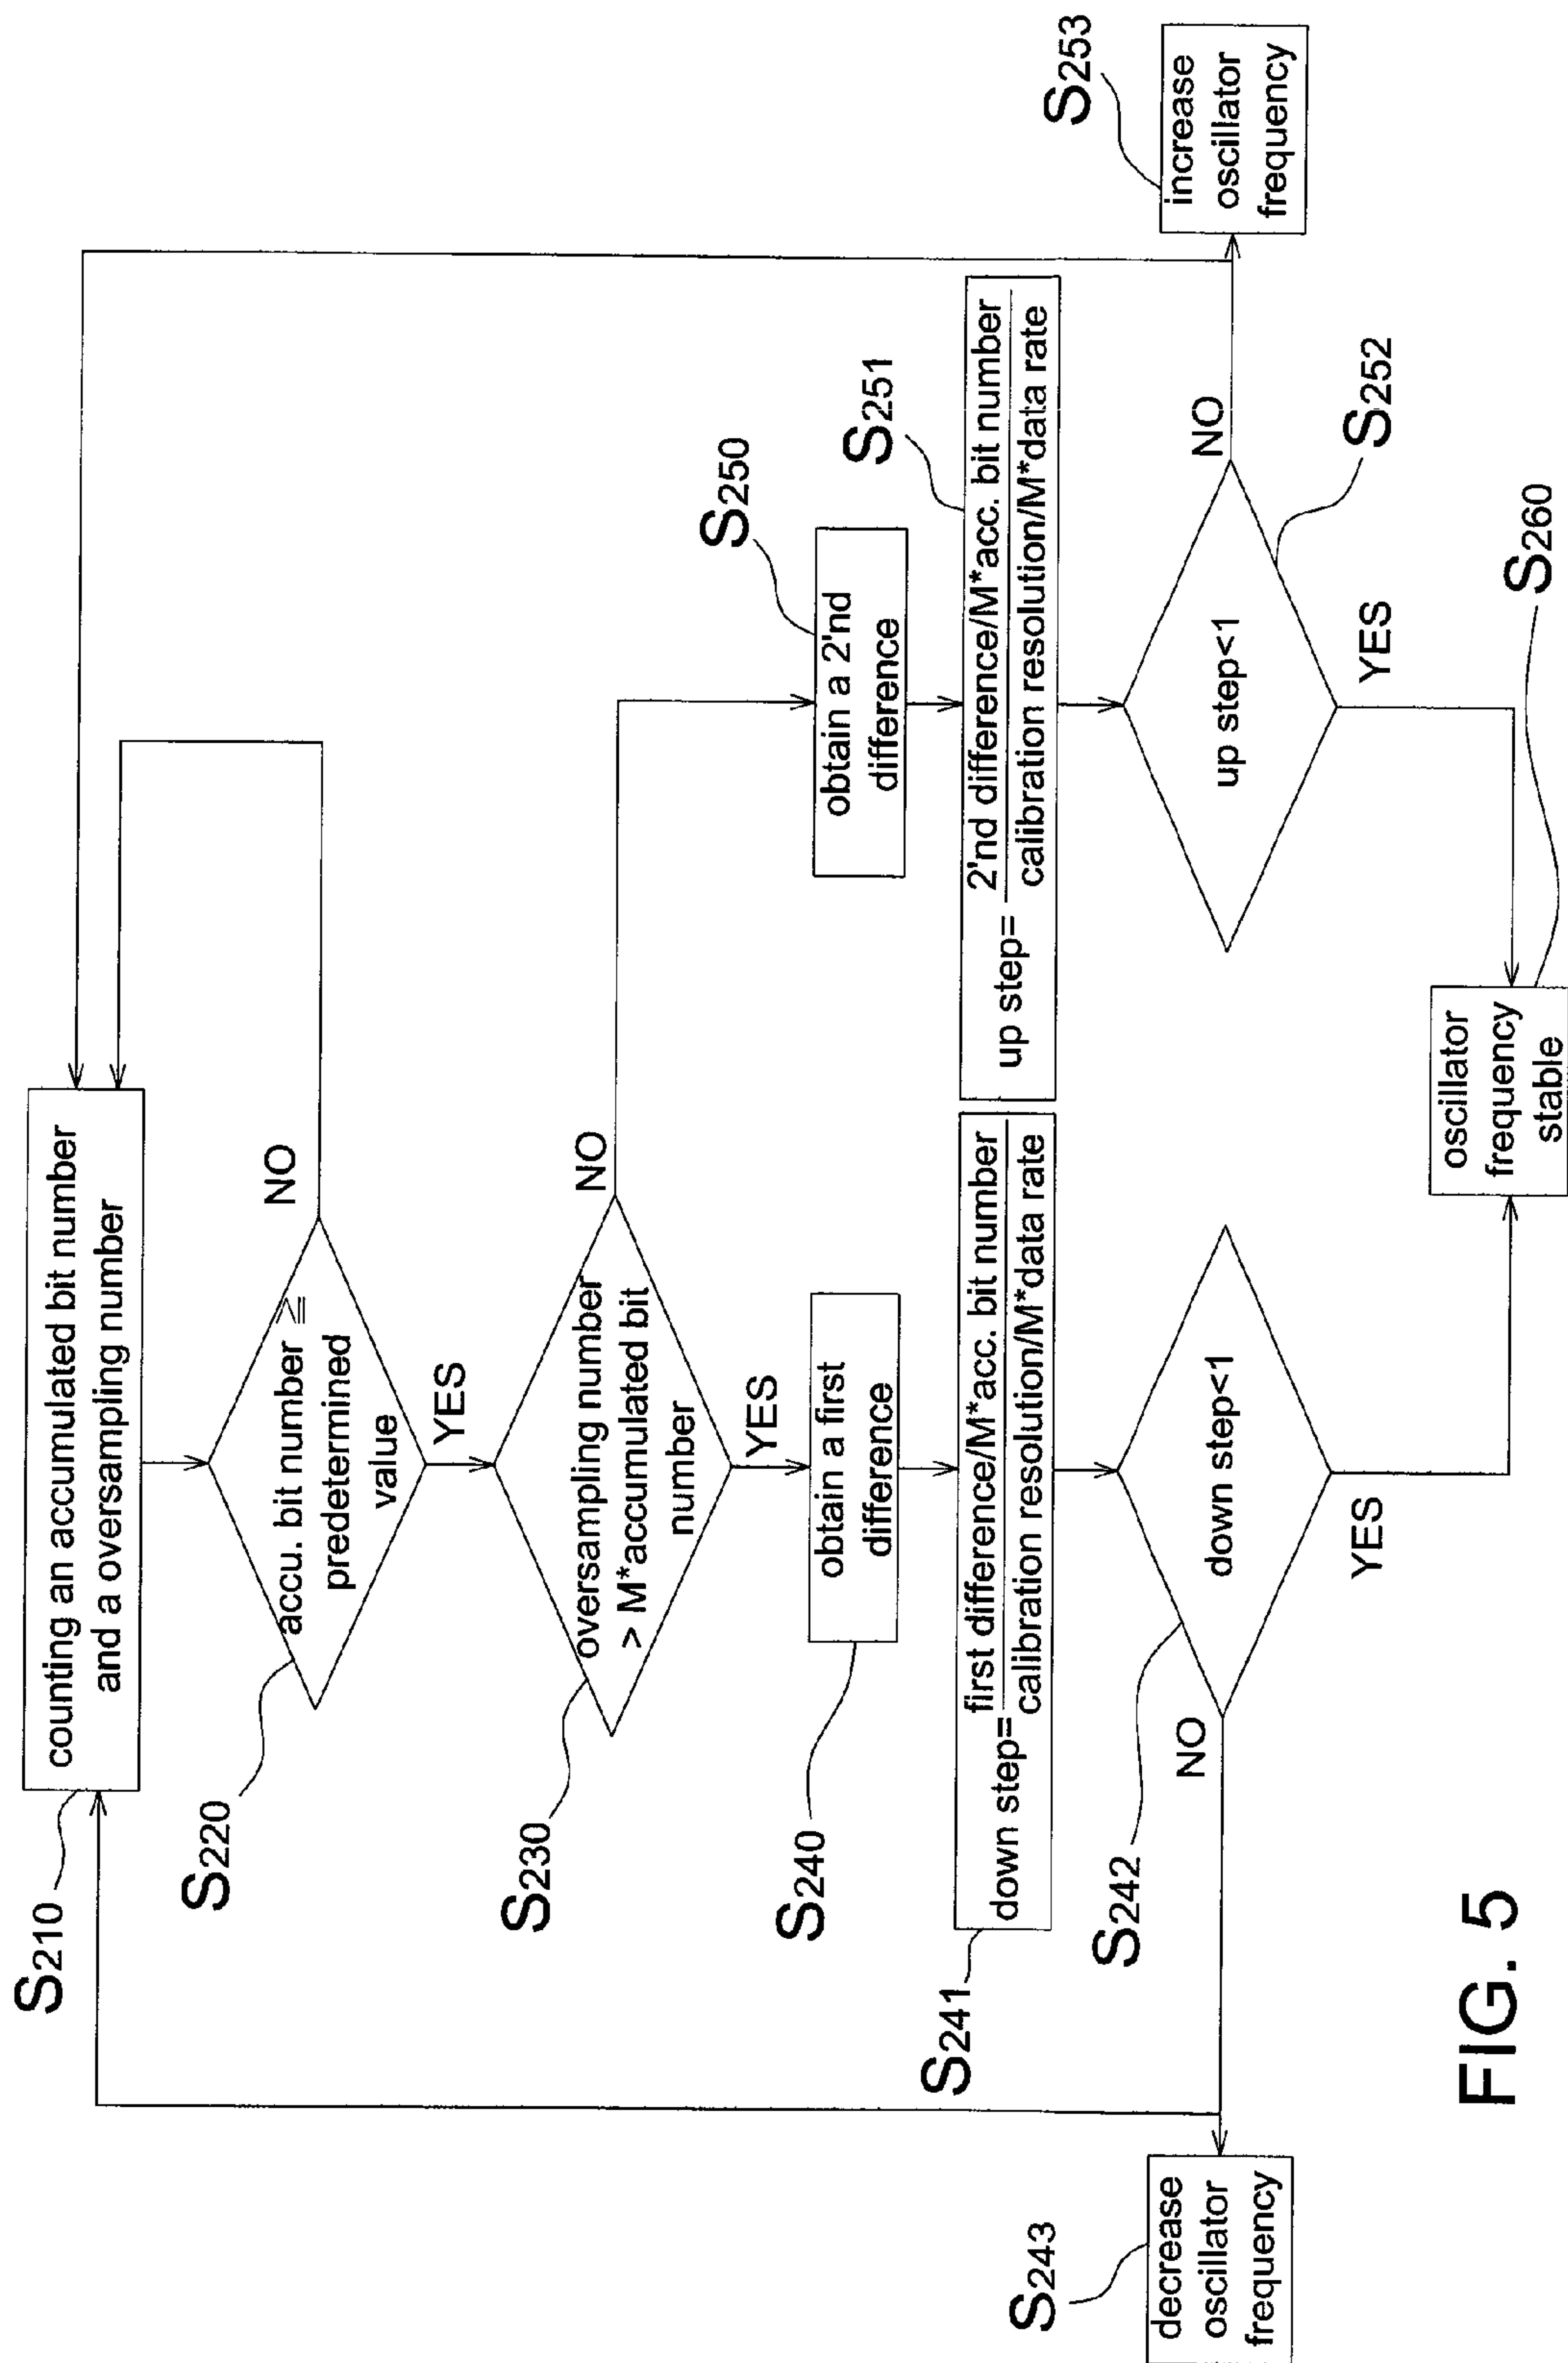 S210
counting an accumulated bit number
and a oversampling number
S220
accu. bit number ≧
predetermined
value
NO
YES
S230
oversampling number
> M*accumulated bit
number
NO
YES
S240
obtain a first
difference
S250
obtain a 2'nd
difference
S241
down step=
first difference/M*acc. bit number
calibration resolution/M*data rate
S251
up step=
2'nd difference/M*acc. bit number
calibration resolution/M*data rate
S242
down step<1
NO
YES
S252
up step<1
NO
YES
S243
decrease
oscillator
frequency
S253
increase
oscillator
frequency
S260
oscillator
frequency
stable
FIG. 5